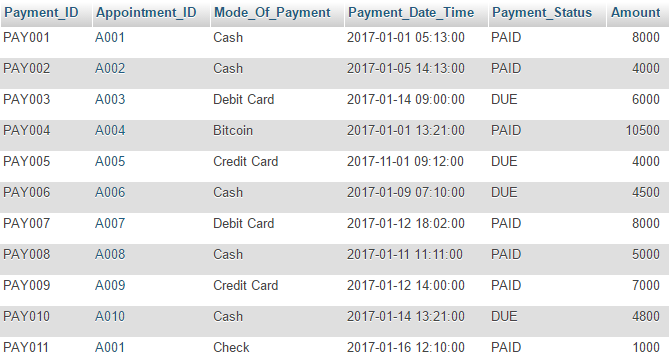 Payment_ID Appointment_ID Mode_Of_Payment Payment_Date_Time Payment_Status Amount
PAY001 A001 Cash 2017-01-01 05:13:00 PAID 8000
PAY002 A002 Cash 2017-01-05 14:13:00 PAID 4000
PAY003 A003 Debit Card 2017-01-14 09:00:00 DUE 6000
PAY004 A004 Bitcoin 2017-01-01 13:21:00 PAID 10500
PAY005 A005 Credit Card 2017-11-01 09:12:00 DUE 4000
PAY006 A006 Cash 2017-01-09 07:10:00 DUE 4500
PAY007 A007 Debit Card 2017-01-12 18:02:00 PAID 8000
PAY008 A008 Cash 2017-01-11 11:11:00 PAID 5000
PAY009 A009 Credit Card 2017-01-12 14:00:00 PAID 7000
PAY010 A010 Cash 2017-01-14 13:21:00 DUE 4800
PAY011 A001 Check 2017-01-16 12:10:00 PAID 1000